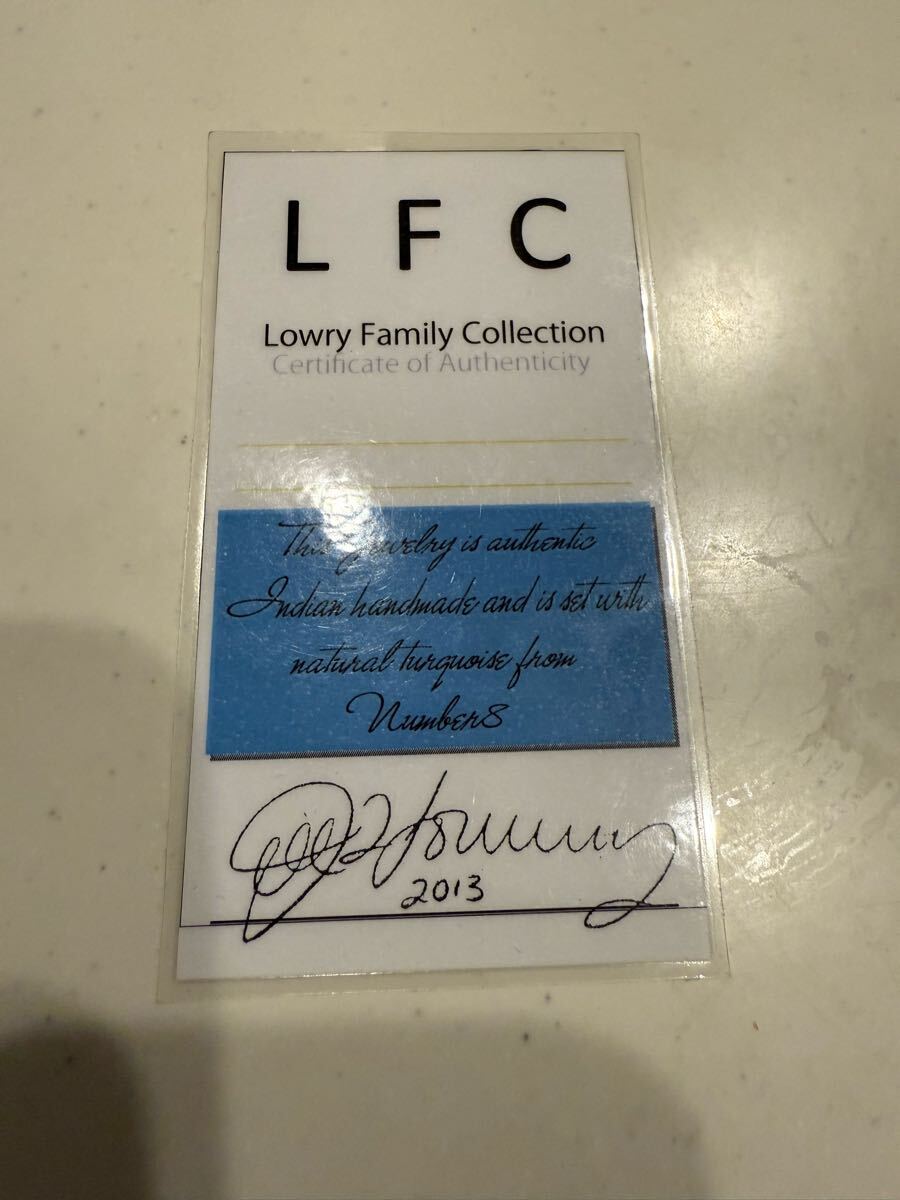 L F C
Lowry Family Collection
Certificate of Authenticity
This Jewelry is authentic
Indian handmade and is set with
natural turquoise from
Number8
2013